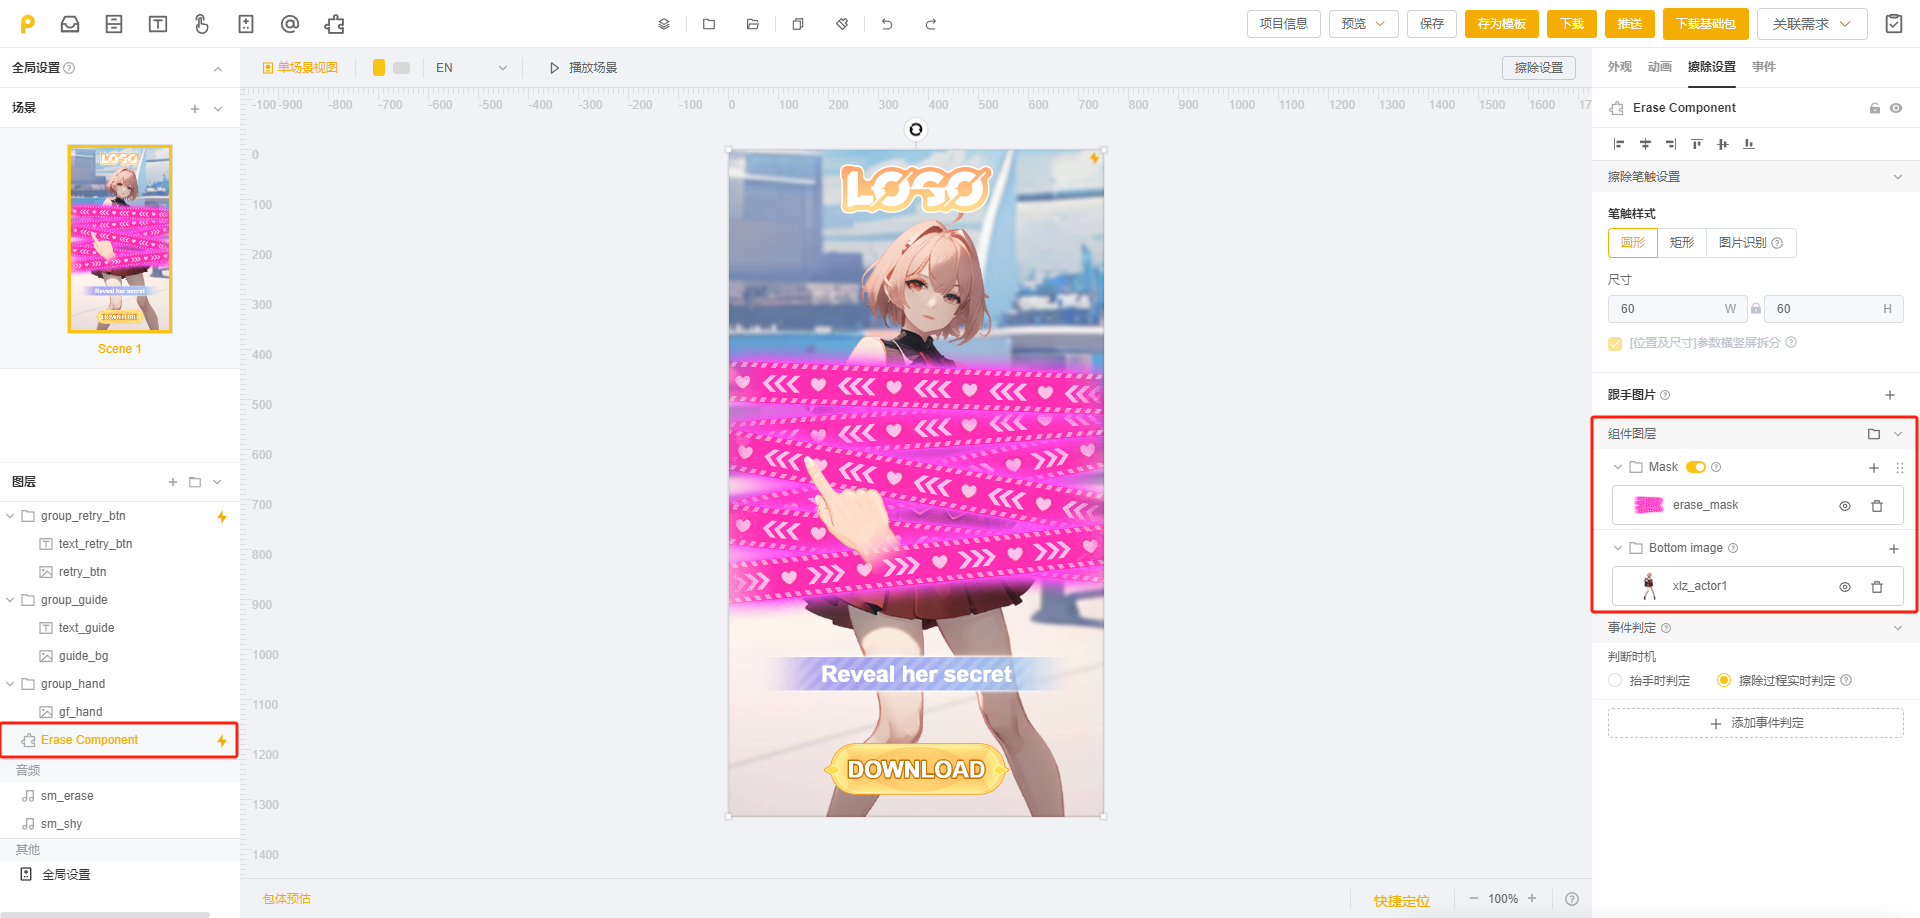 项目信息
预览
保存
存为模板
下载
推送
下载基础包
关联需求
全局设置
场景
LOGO
Reveal her secret
DOWNLOAD
Scene 1
图层
group_retry_btn
text_retry_btn
retry_btn
group_guide
text_guide
guide_bg
group_hand
gf_hand
Erase Component
音频
sm_erase
sm_shy
其他
全局设置
单场景视图
EN
播放场景
擦除设置
-100 -900 -800 -700 -600 -500 -400 -300 -200 -100 0 100 200 300 400 500 600 700 800 900 1000 1100 1200 1300 1400 1500 1600 17
0
100
200
300
400
500
600
700
800
900
1000
1100
1200
1300
1400
LOGO
Reveal her secret
DOWNLOAD
包体预估
快捷定位
100%
外观 动画 擦除设置 事件
Erase Component
擦除笔触设置
笔触样式
圆形 矩形 图片识别
尺寸
60 W 60 H
[位置及尺寸]参数横竖屏拆分
跟手图片
组件图层
Mask
erase_mask
Bottom image
xlz_actor1
事件判定
判断时机
抬手时判定 擦除过程实时判定
添加事件判定